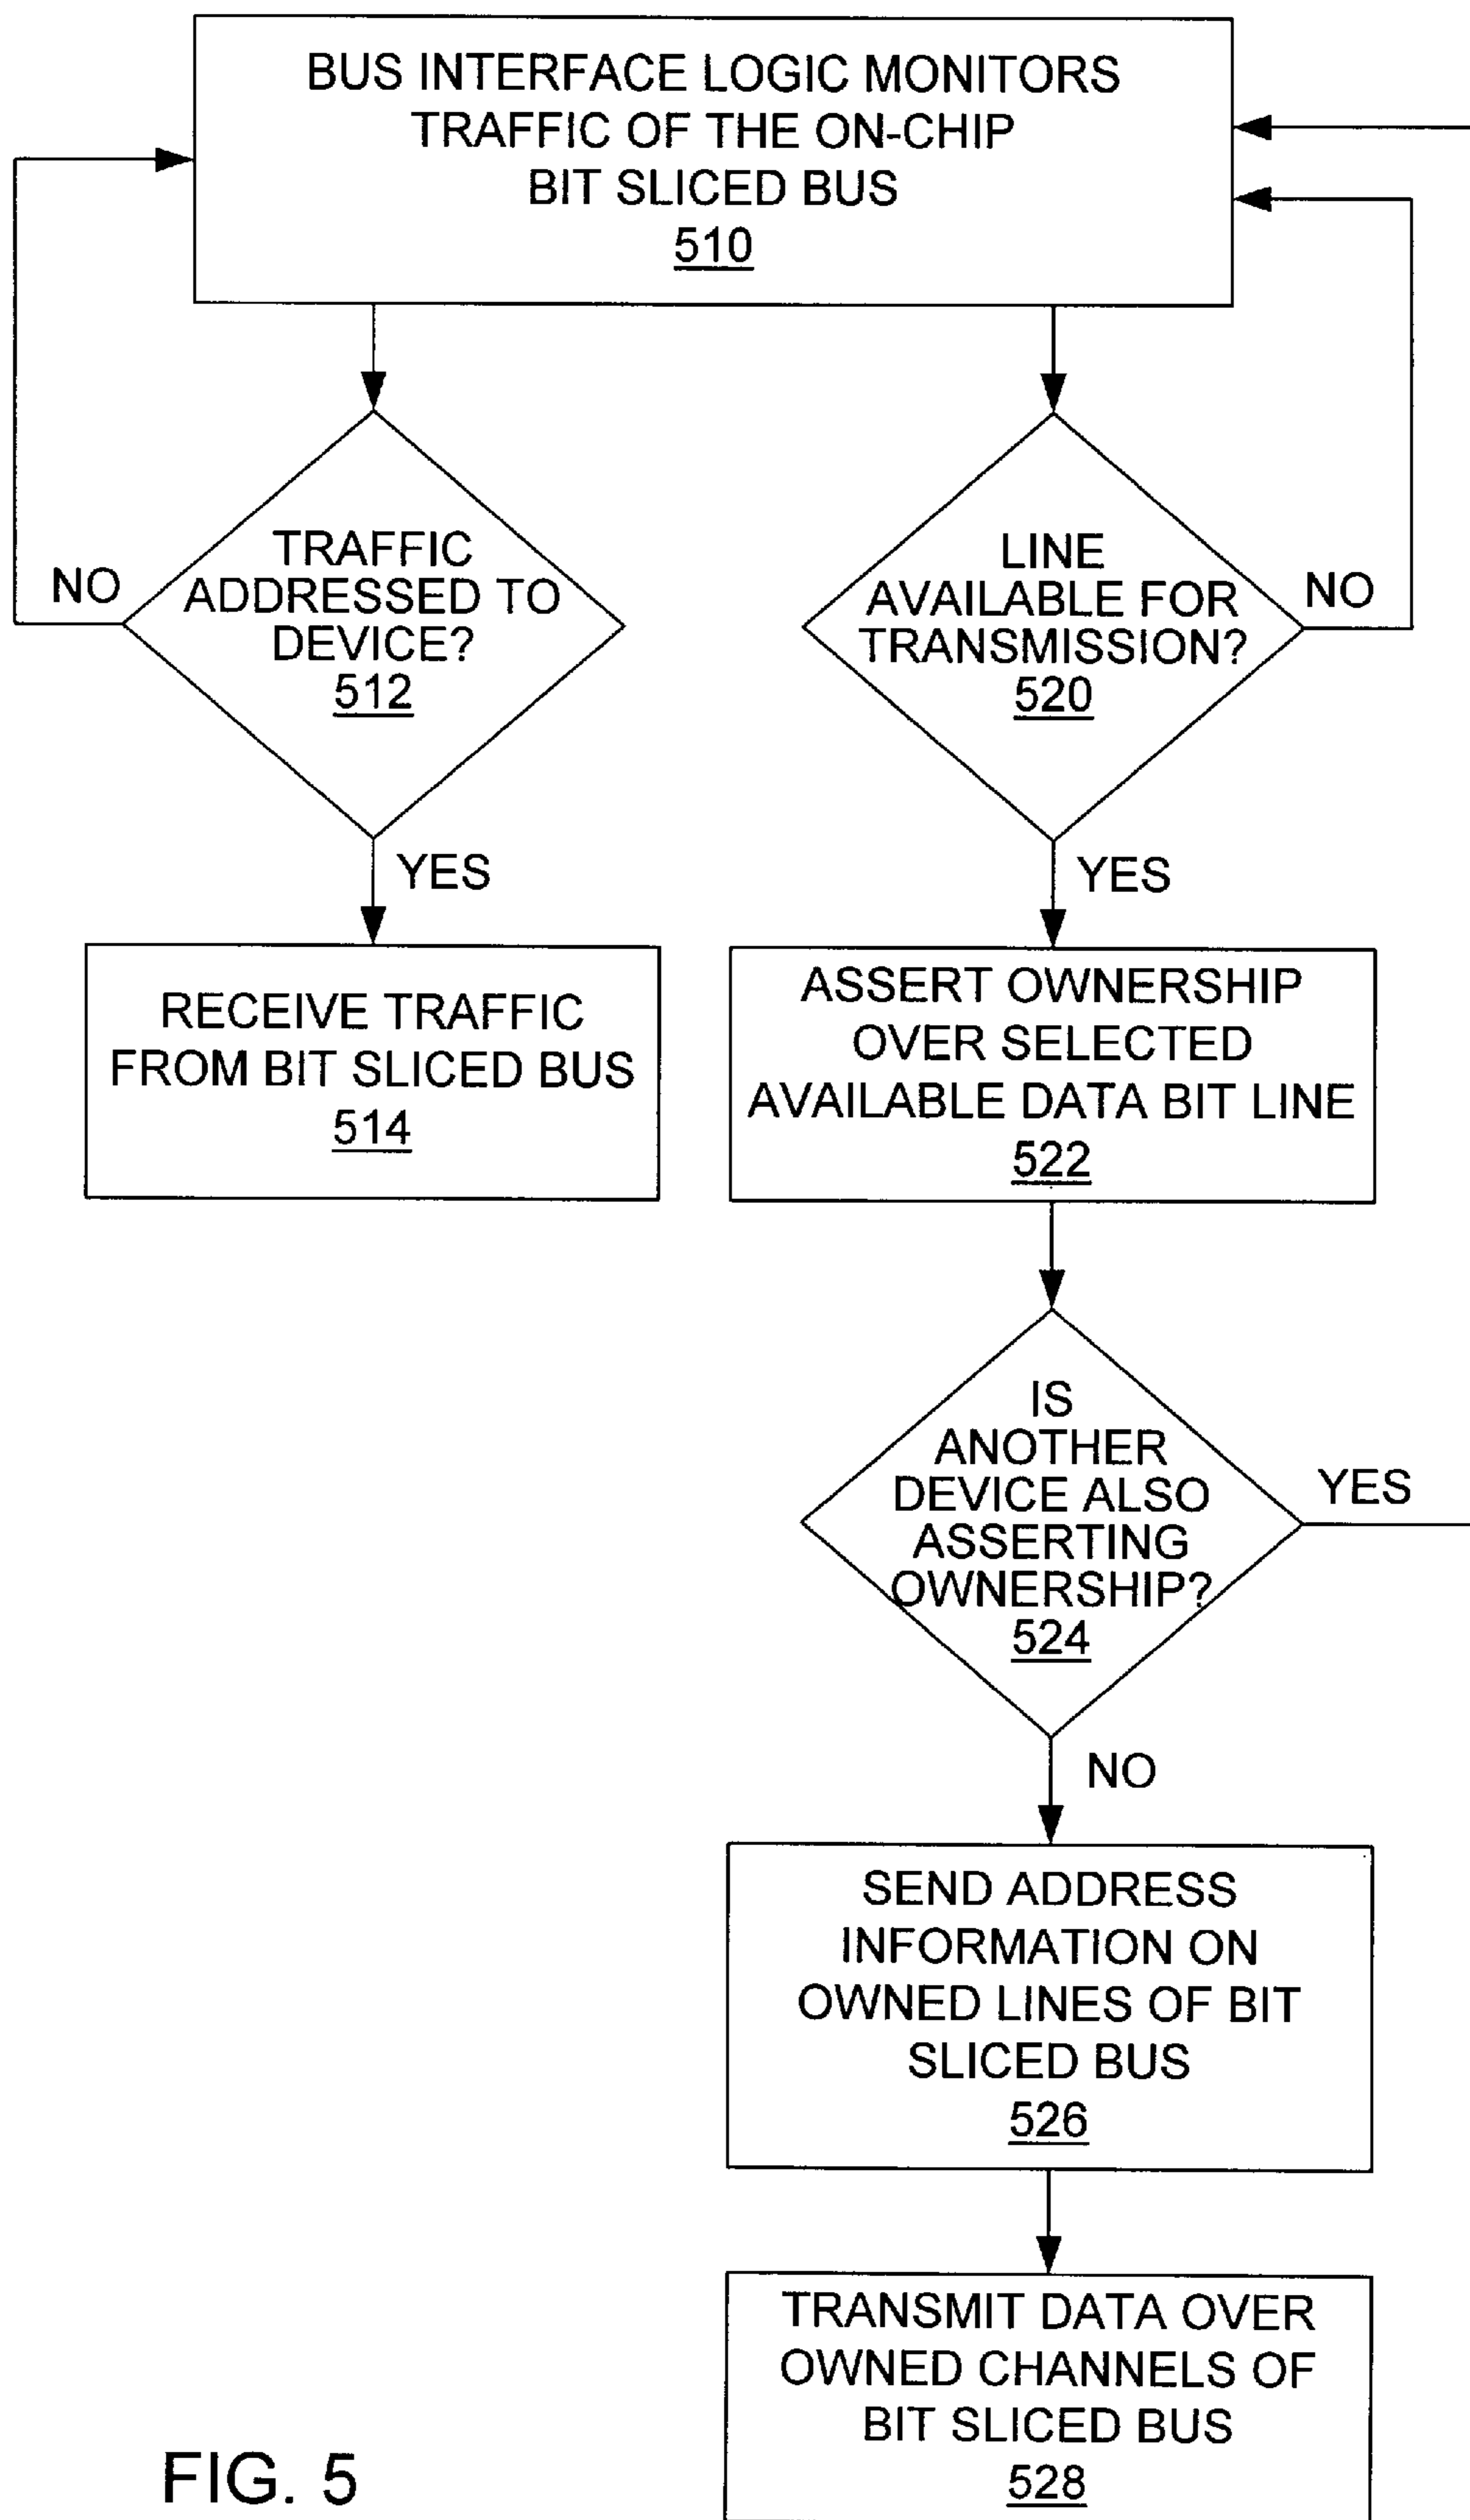 BUS INTERFACE LOGIC MONITORS
TRAFFIC OF THE ON-CHIP
BIT SLICED BUS
510
TRAFFIC
ADDRESSED TO
DEVICE?
512
NO
YES
RECEIVE TRAFFIC
FROM BIT SLICED BUS
514
LINE
AVAILABLE FOR
TRANSMISSION?
520
NO
YES
ASSERT OWNERSHIP
OVER SELECTED
AVAILABLE DATA BIT LINE
522
IS
ANOTHER
DEVICE ALSO
ASSERTING
OWNERSHIP?
524
YES
NO
SEND ADDRESS
INFORMATION ON
OWNED LINES OF BIT
SLICED BUS
526
TRANSMIT DATA OVER
OWNED CHANNELS OF
BIT SLICED BUS
528
FIG. 5